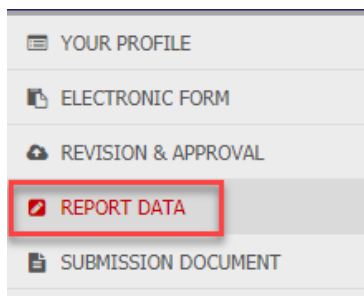 YOUR PROFILE
ELECTRONIC FORM
REVISION & APPROVAL
REPORT DATA
SUBMISSION DOCUMENT